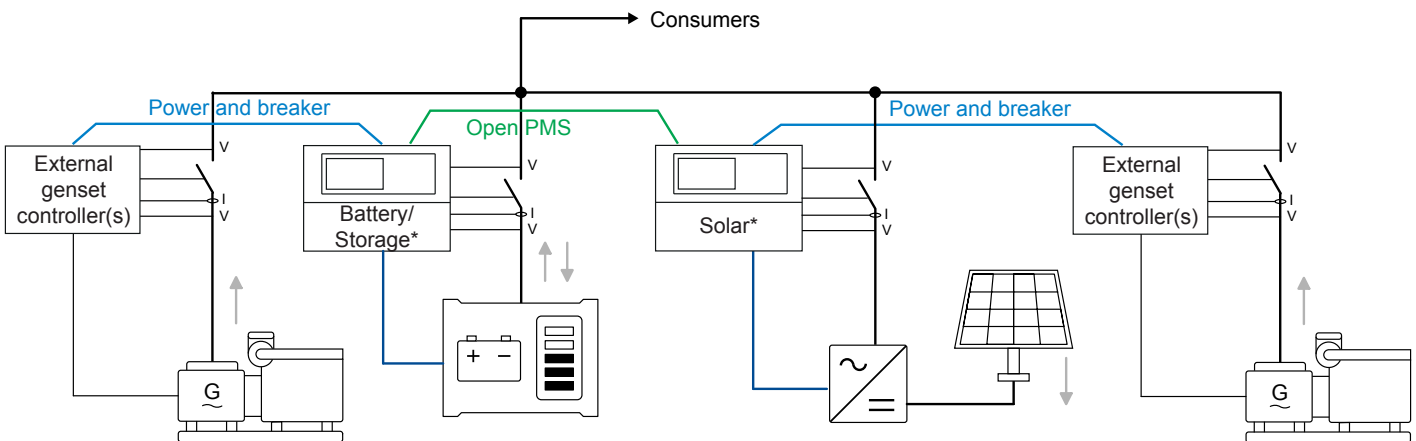 Consumers
Power and breaker
Open PMS
Power and breaker
External
genset
controller(s)
V
I
V
Battery/
Storage*
V
I
V
Solar*
V
I
V
External
genset
controller(s)
V
I
V
G
+ −
G